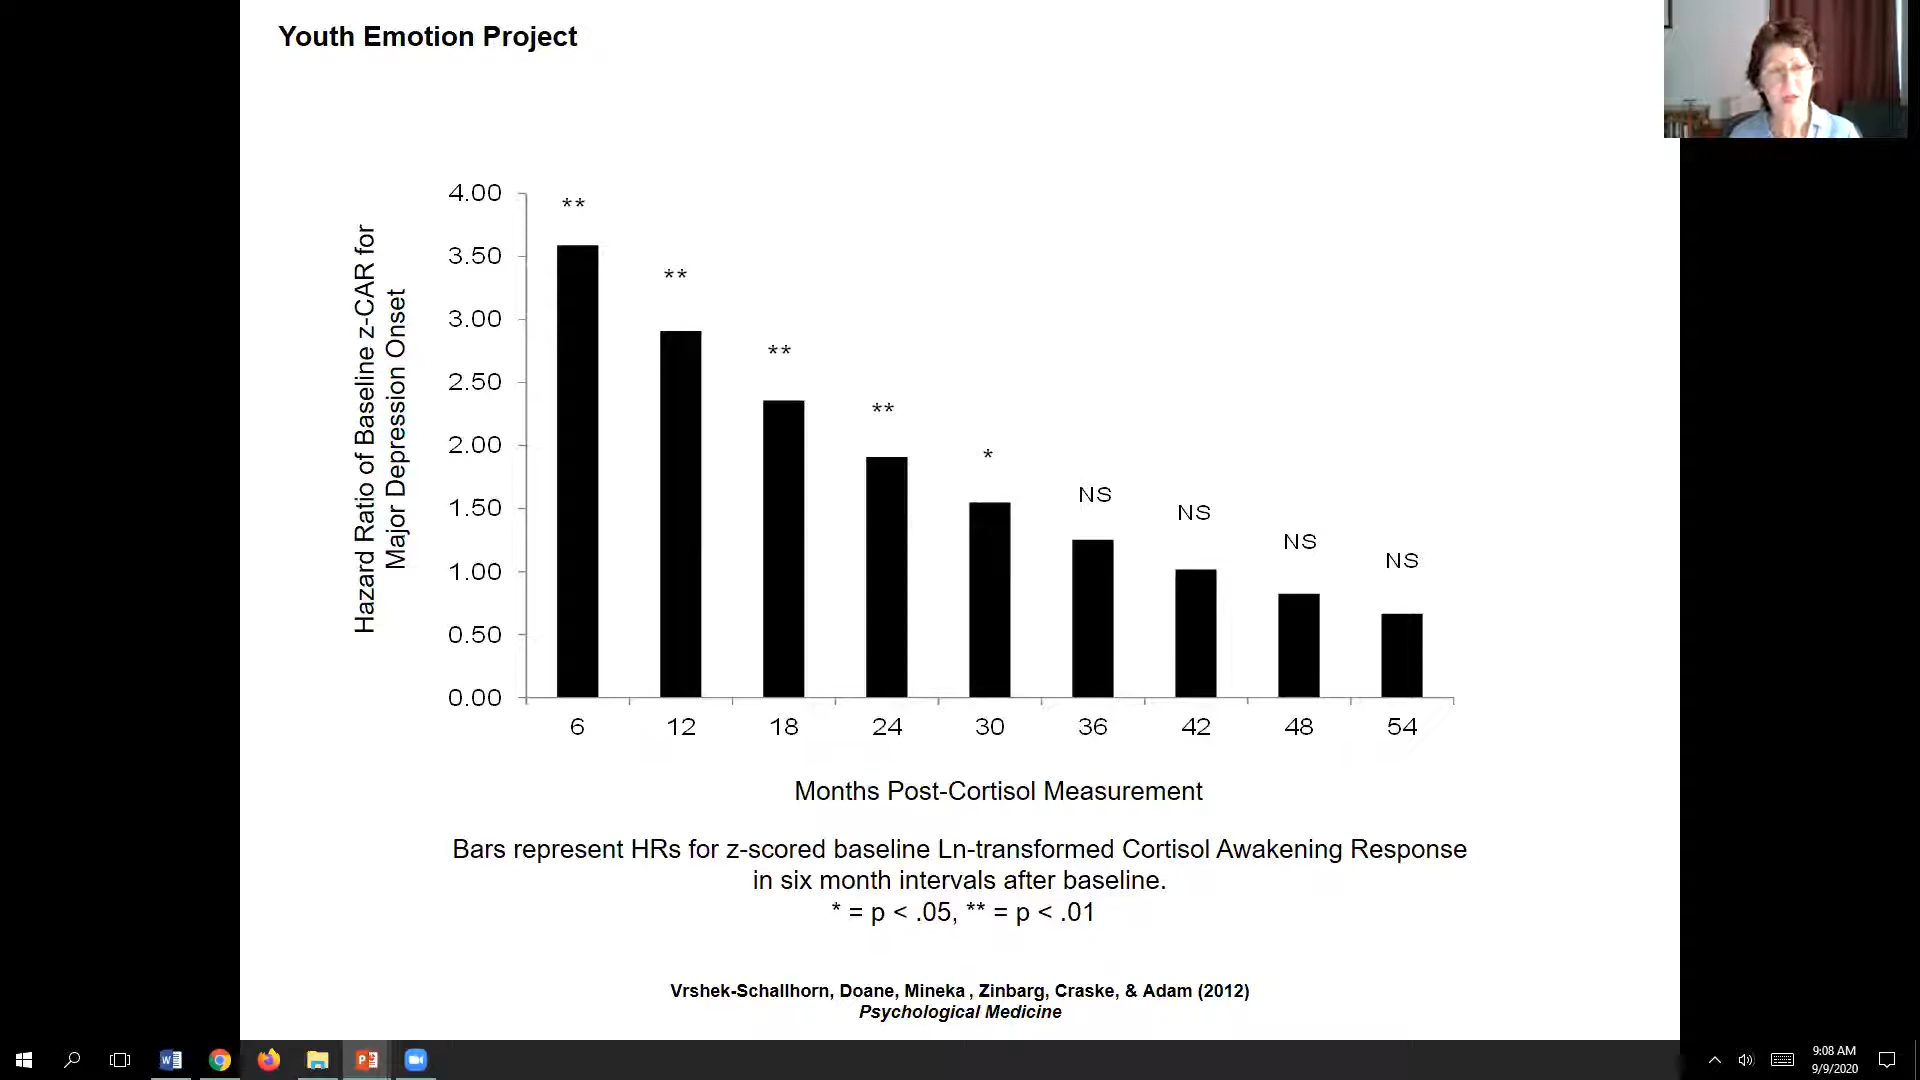 Youth Emotion Project
Hazard Ratio of Baseline z-CAR for
Major Depression Onset
4.00
3.50
3.00
2.50
2.00
1.50
1.00
0.50
0.00
**
**
**
**
*
NS
NS
NS
NS
6 12 18 24 30 36 42 48 54
Months Post-Cortisol Measurement
Bars represent HRs for z-scored baseline Ln-transformed Cortisol Awakening Response
in six month intervals after baseline.
* = p < .05, ** = p < .01
Vrshek-Schallhorn, Doane, Mineka , Zinbarg, Craske, & Adam (2012)
Psychological Medicine
9:08 AM
9/9/2020